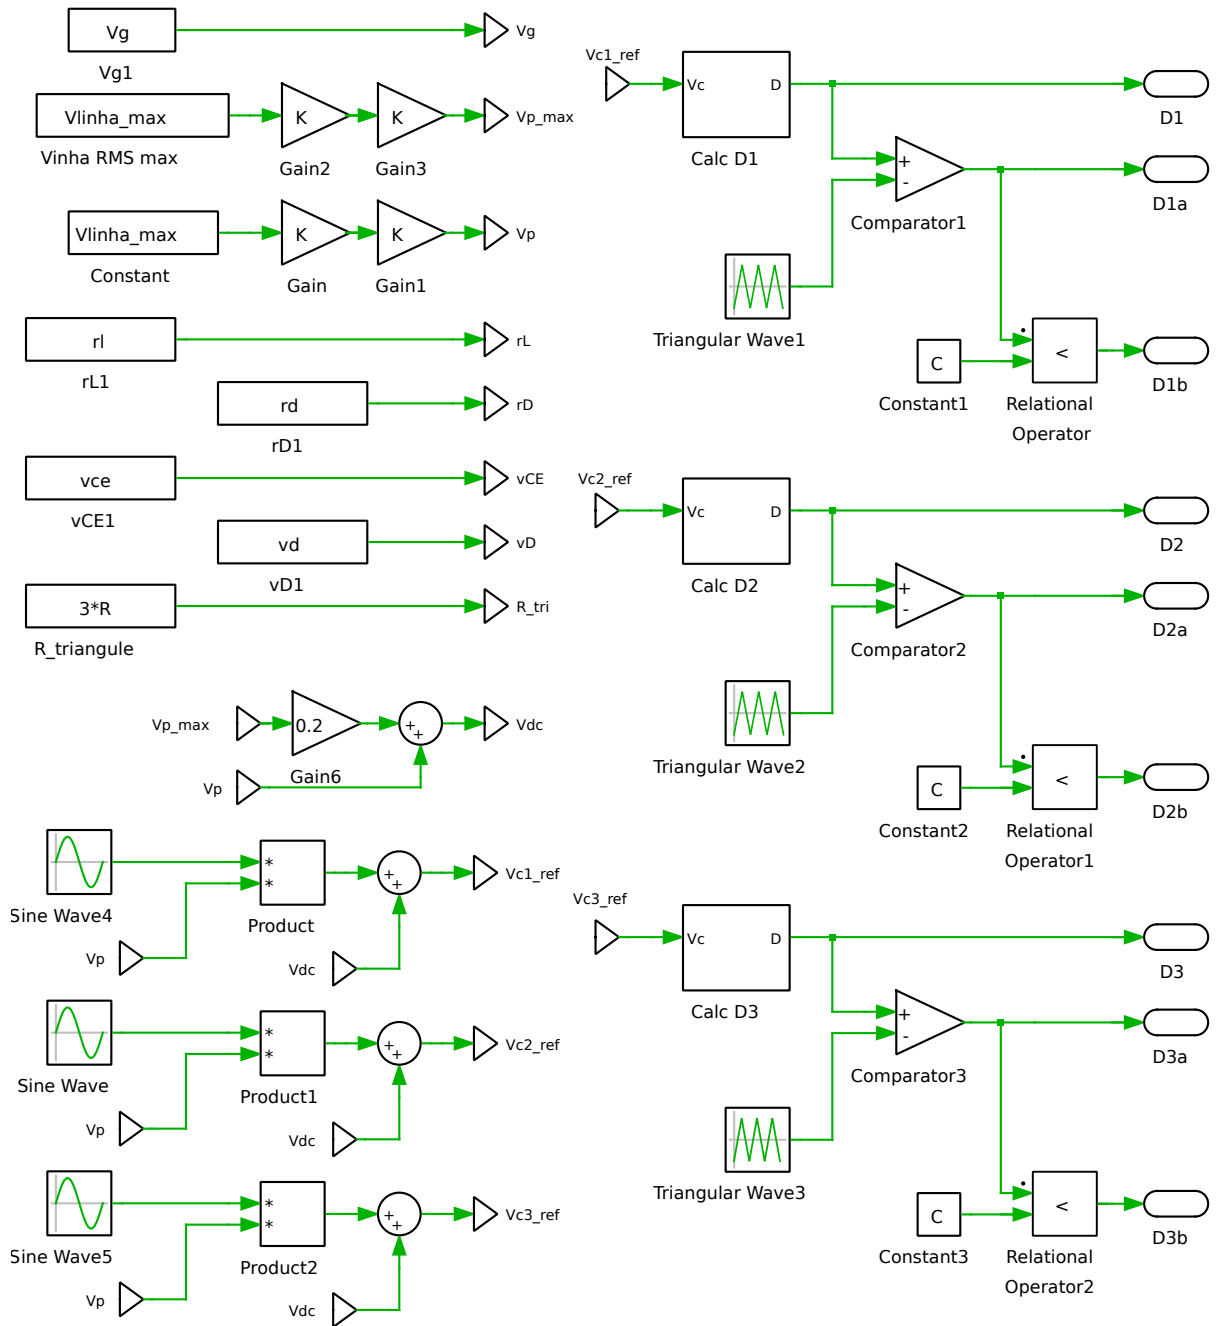 Vg
Vg
Vg1
Vlinha_max
K
K
Vp_max
Vinha RMS max
Gain2
Gain3
Vlinha_max
K
K
Vp
Constant
Gain
Gain1
rl
rL
rL1
rd
rD
rD1
vce
vCE
vCE1
vd
vD
vD1
3*R
R_tri
R_triangule
Vp_max
0.2
+
+
Vdc
Gain6
Vp
Sine Wave4
*
*
Product
+
+
Vc1_ref
Vp
Vdc
Sine Wave
*
*
Product1
+
+
Vc2_ref
Vp
Vdc
Sine Wave5
*
*
Product2
+
+
Vc3_ref
Vp
Vdc
Vc1_ref
Vc
D
Calc D1
D1
+
-
Comparator1
D1a
Triangular Wave1
C
Constant1
<
Relational
Operator
D1b
Vc2_ref
Vc
D
Calc D2
D2
+
-
Comparator2
D2a
Triangular Wave2
C
Constant2
<
Relational
Operator1
D2b
Vc3_ref
Vc
D
Calc D3
D3
+
-
Comparator3
D3a
Triangular Wave3
C
Constant3
<
Relational
Operator2
D3b